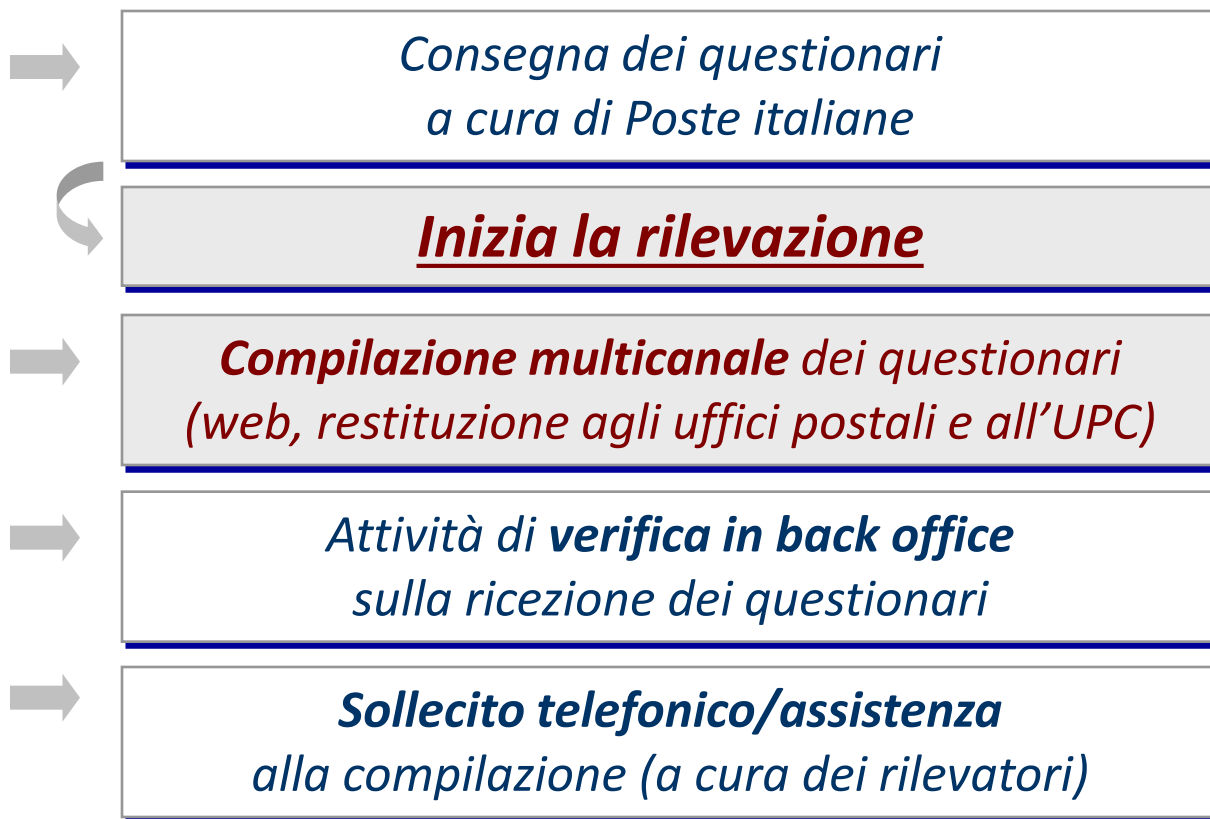 Consegna dei questionari
a cura di Poste italiane
Inizia la rilevazione
Compilazione multicanale dei questionari
(web, restituzione agli uffici postali e all’UPC)
Attività di verifica in back office
sulla ricezione dei questionari
Sollecito telefonico/assistenza
alla compilazione (a cura dei rilevatori)